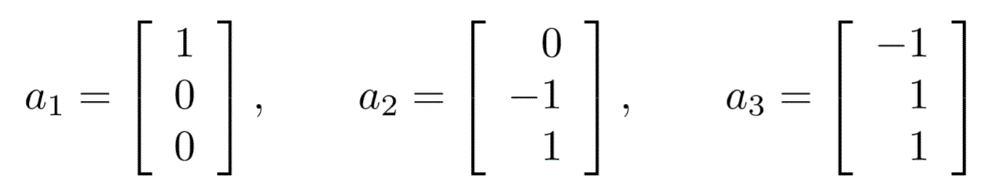 a₁ = [ 1 0 0 ], a₂ = [ 0 −1 1 ], a₃ = [ −1 1 1 ]